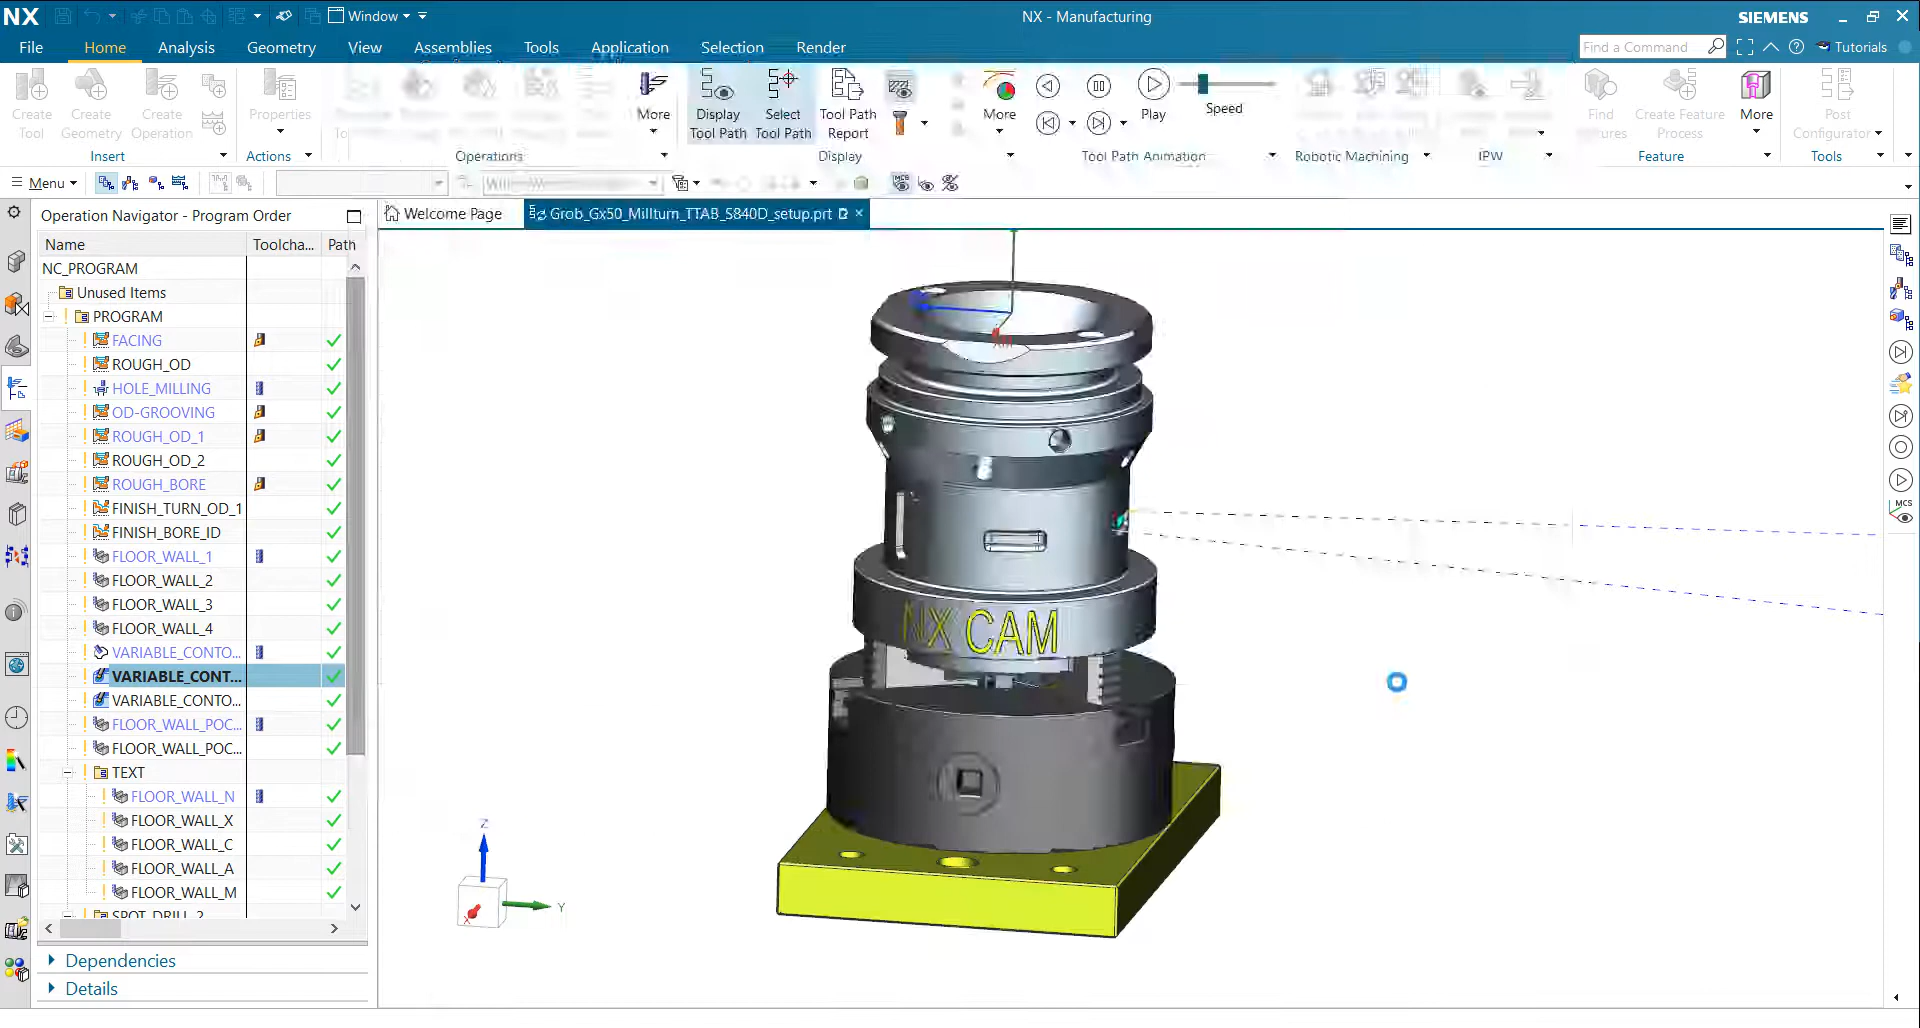 NX Window NX - Manufacturing SIEMENS
File Home Analysis Geometry View Assemblies Tools Application Selection Render Find a Command Tutorials
Create Tool Create Geometry Create Operation Properties More Display Tool Path Select Tool Path Tool Path Report More Play Speed Create Feature Process More Post Configurator
Insert Actions Operations Display Tool Path Animation Robotic Machining IPW Feature Tools
Menu
Operation Navigator - Program Order Welcome Page Grob_Gx50_Millturn_TTAB_S840D_setup.prt
Name Toolcha... Path
NC_PROGRAM
Unused Items
PROGRAM
FACING
ROUGH_OD
HOLE_MILLING
OD-GROOVING
ROUGH_OD_1
ROUGH_OD_2
ROUGH_BORE
FINISH_TURN_OD_1
FINISH_BORE_ID
FLOOR_WALL_1
FLOOR_WALL_2
FLOOR_WALL_3
FLOOR_WALL_4
VARIABLE_CONTO...
VARIABLE_CONT...
VARIABLE_CONTO...
FLOOR_WALL_POC...
FLOOR_WALL_POC...
TEXT
FLOOR_WALL_N
FLOOR_WALL_X
FLOOR_WALL_C
FLOOR_WALL_A
FLOOR_WALL_M
SPOT_DRILL_2
Dependencies
Details
NX CAM
Z
Y
X
MCS